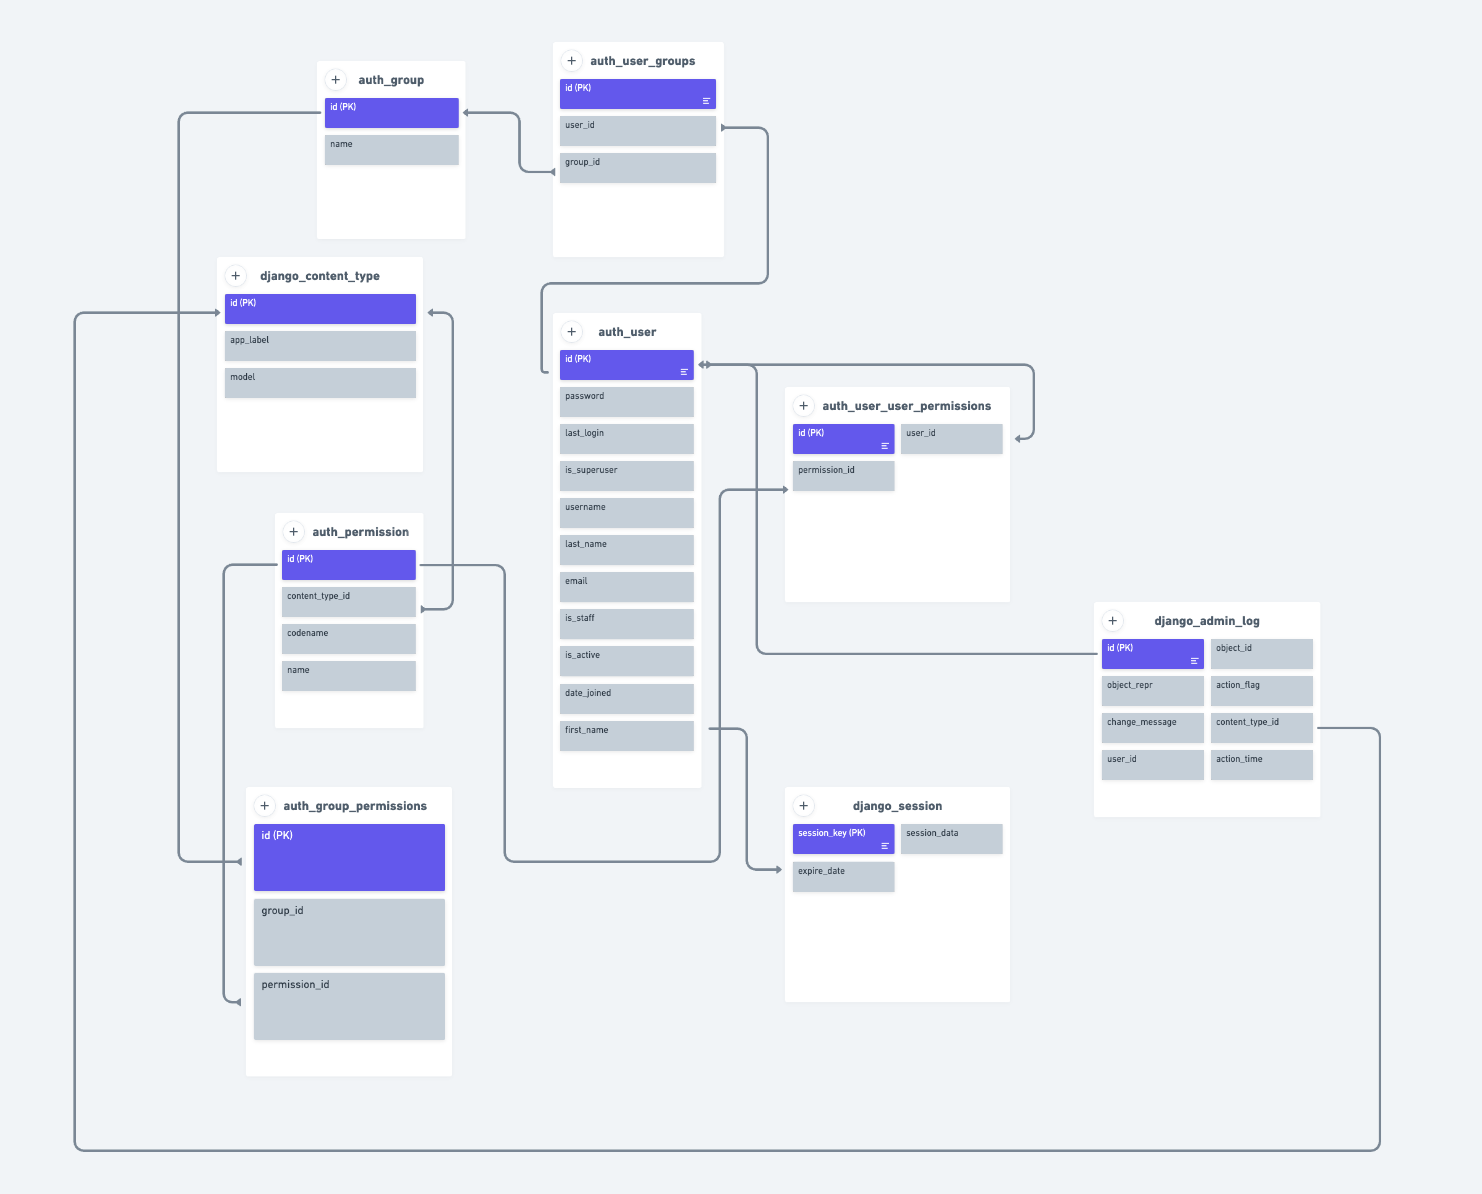 auth_group
id (PK)
name
auth_user_groups
id (PK)
user_id
group_id
django_content_type
id (PK)
app_label
model
auth_user
id (PK)
password
last_login
is_superuser
username
last_name
email
is_staff
is_active
date_joined
first_name
auth_user_user_permissions
id (PK)
user_id
permission_id
auth_permission
id (PK)
content_type_id
codename
name
django_admin_log
id (PK)
object_id
object_repr
action_flag
change_message
content_type_id
user_id
action_time
auth_group_permissions
id (PK)
group_id
permission_id
django_session
session_key (PK)
session_data
expire_date